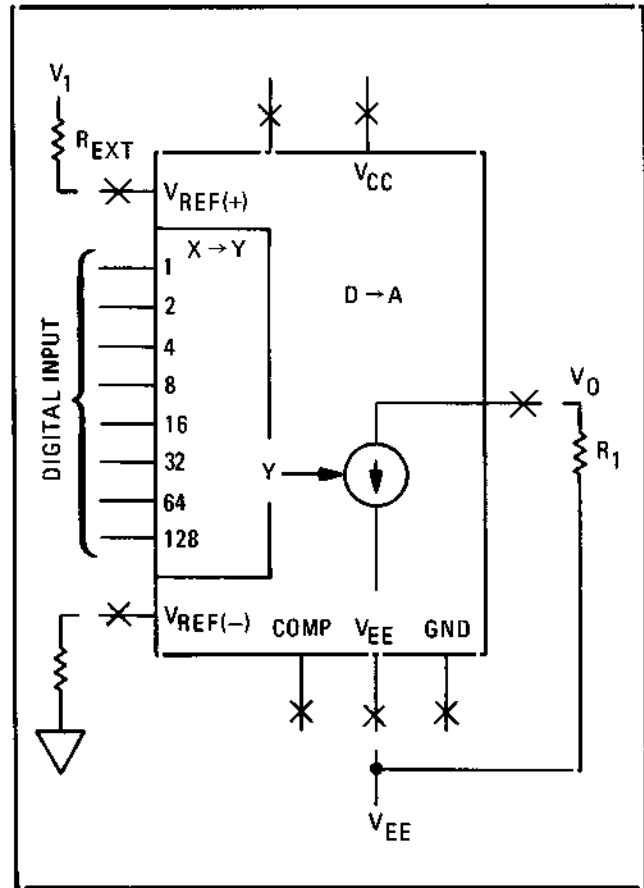 V1
REXT
VCC
VREF(+)
X → Y
1
D → A
2
4
8
DIGITAL INPUT
16
32
64
128
Y
VO
R1
VREF(−)
COMP
VEE
GND
VEE